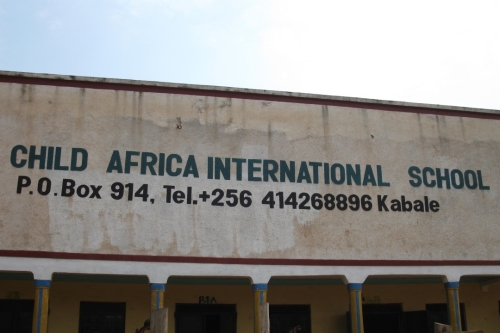 CHILD AFRICA INTERNATIONAL SCHOOL
P.O.Box 914, Tel.+256 414268896 Kabale